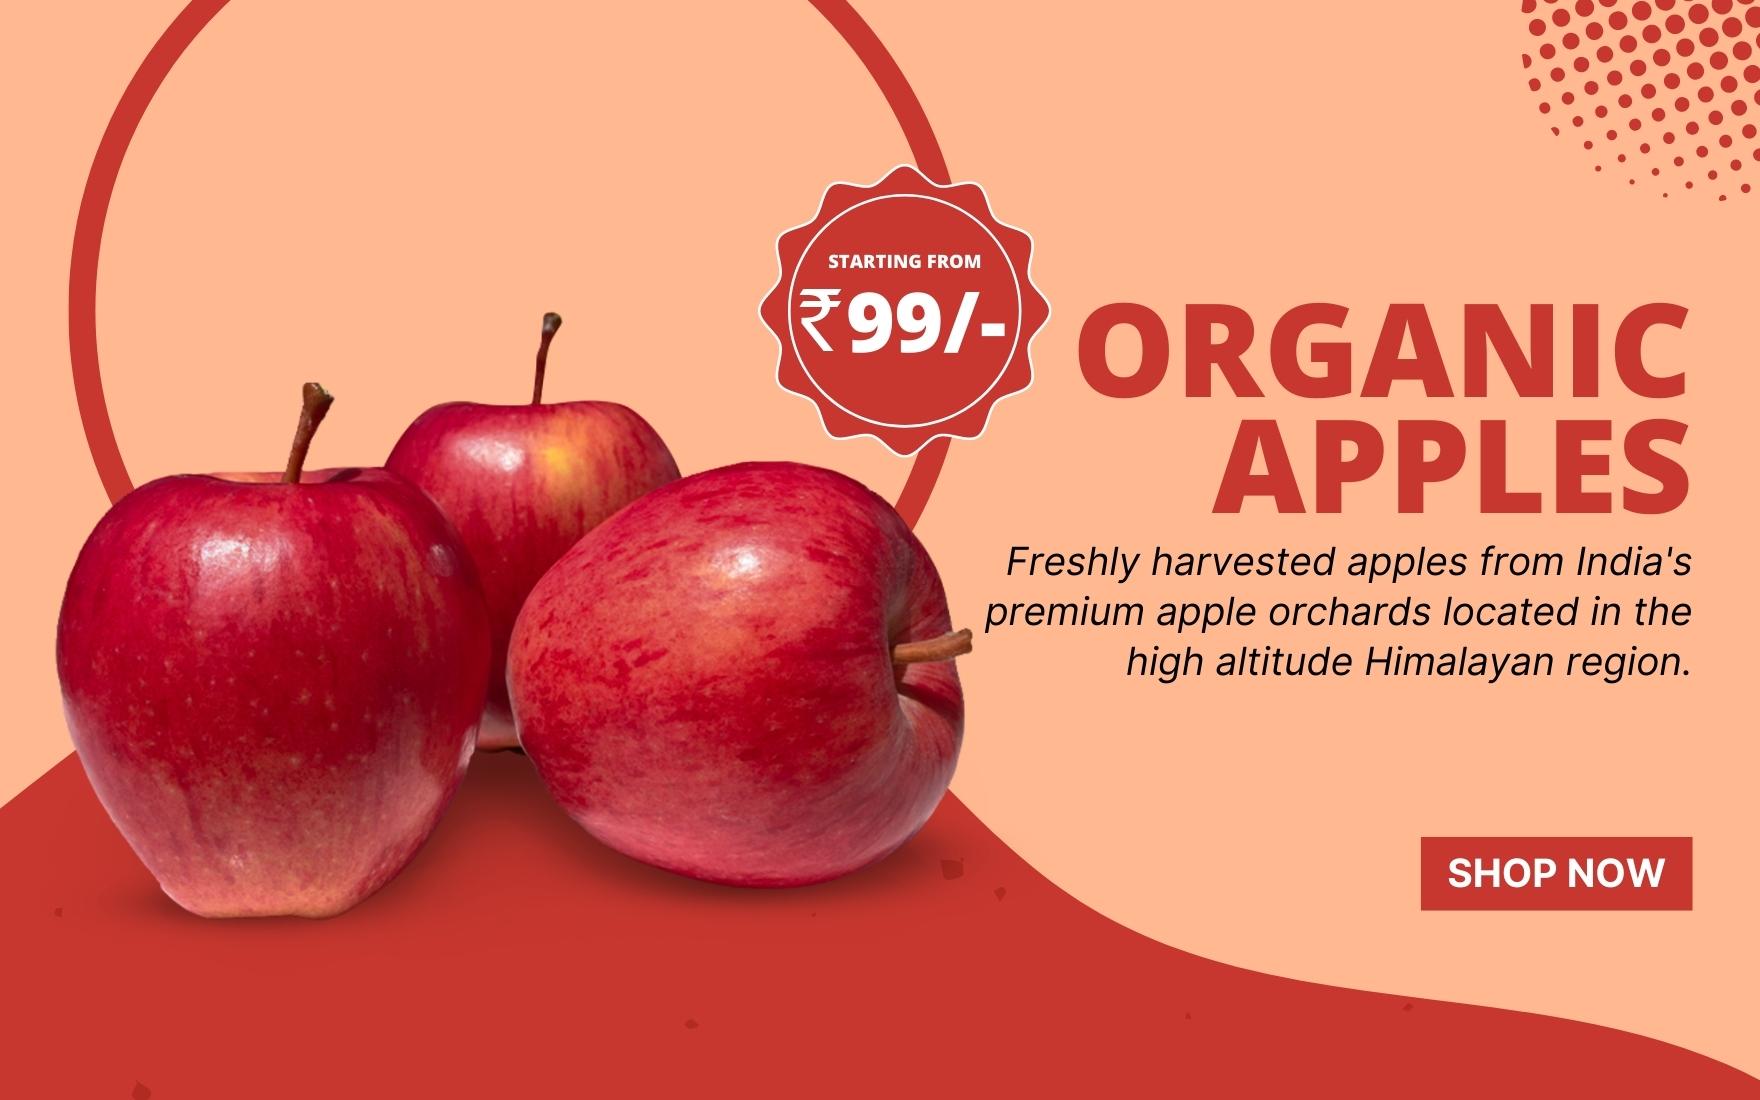 STARTING FROM
₹99/-
ORGANIC
APPLES
Freshly harvested apples from India's
premium apple orchards located in the
high altitude Himalayan region.
SHOP NOW